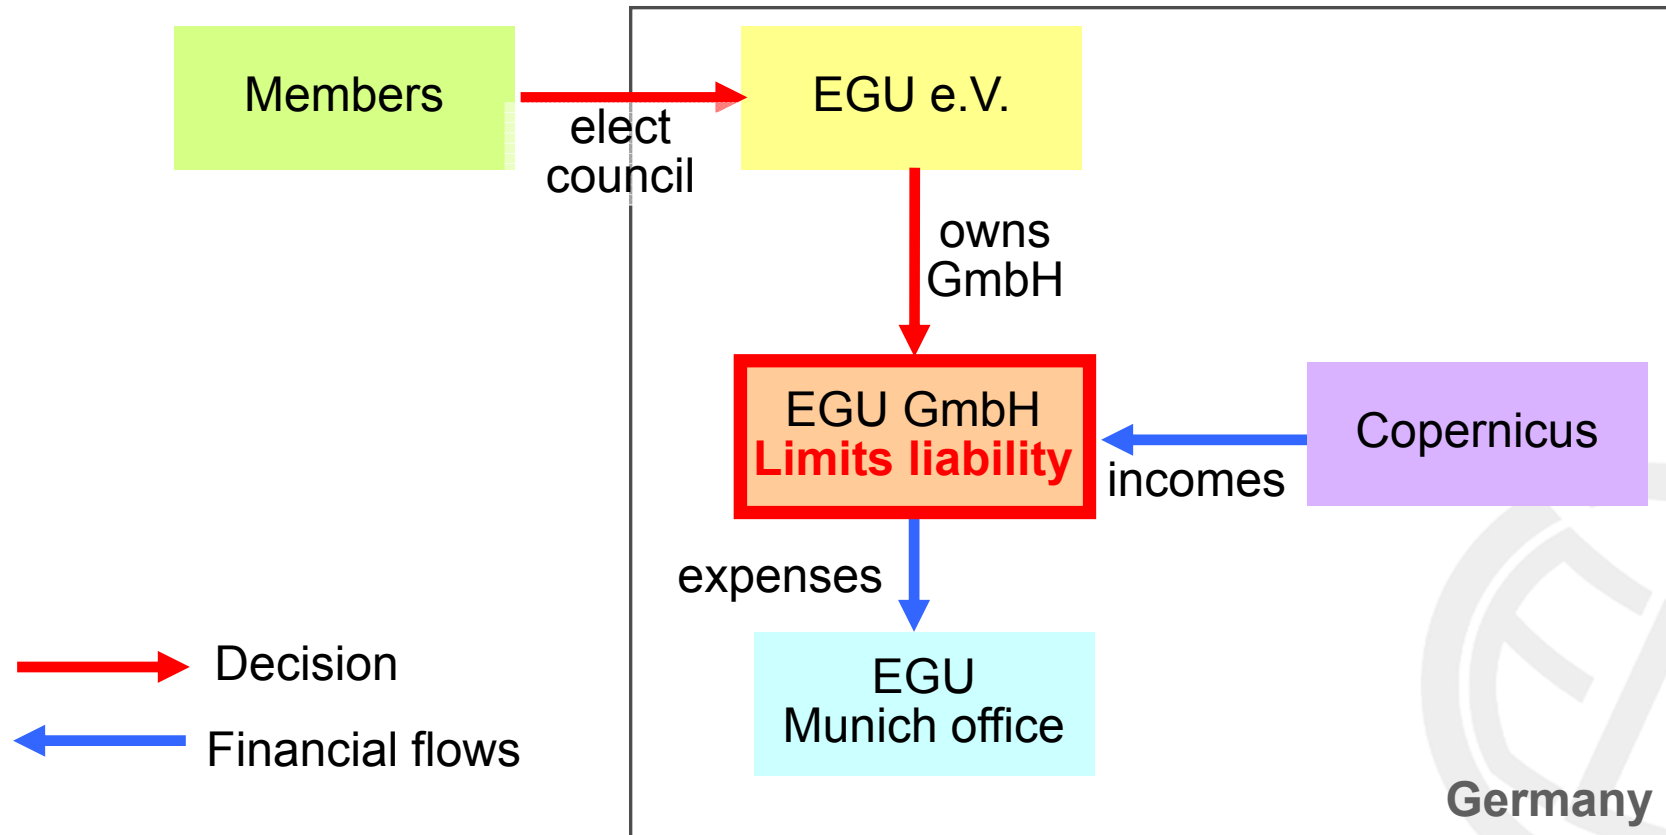 Members
elect
council
EGU e.V.
owns
GmbH
EGU GmbH
Limits liability
incomes
Copernicus
expenses
EGU
Munich office
Decision
Financial flows
Germany